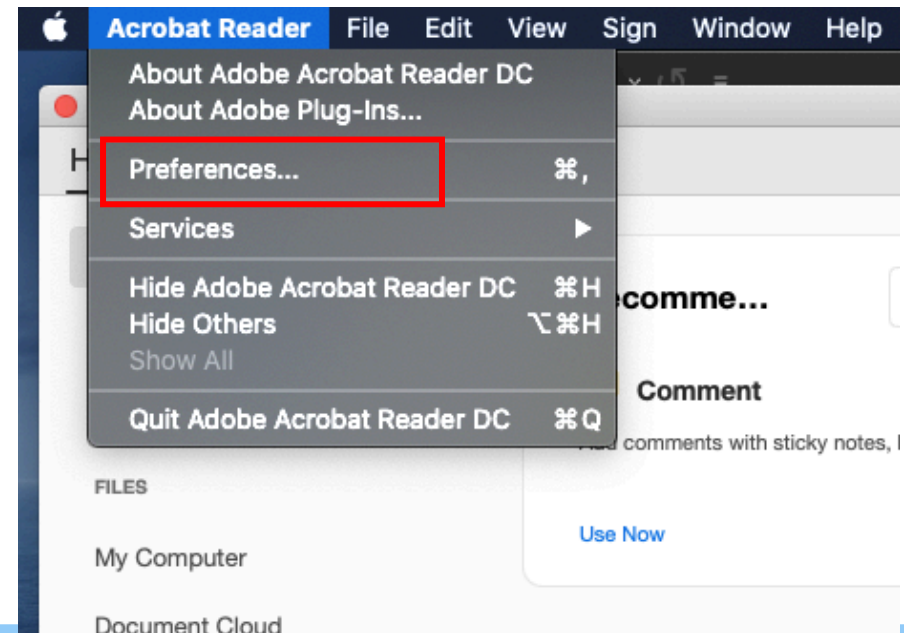 Acrobat Reader File Edit View Sign Window Help
About Adobe Acrobat Reader DC
About Adobe Plug-Ins...
Preferences... ⌘,
Services ▶
Hide Adobe Acrobat Reader DC ⌘H
Hide Others ⌥⌘H
Show All
Quit Adobe Acrobat Reader DC ⌘Q
Comment
comments with sticky notes,
FILES
Use Now
My Computer
Document Cloud